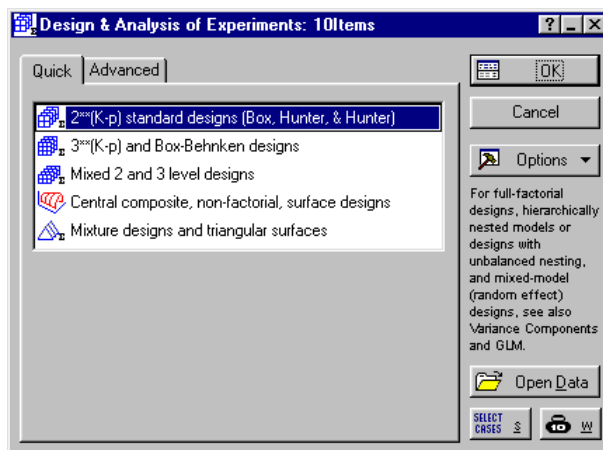 Design & Analysis of Experiments: 10Items
Quick
Advanced
2**(K-p) standard designs (Box, Hunter, & Hunter)
3**(K-p) and Box-Behnken designs
Mixed 2 and 3 level designs
Central composite, non-factorial, surface designs
Mixture designs and triangular surfaces
OK
Cancel
Options
For full-factorial
designs, hierarchically
nested models or
designs with
unbalanced nesting,
and mixed-model
(random effect)
designs, see also
Variance Components
and GLM.
Open Data
SELECT
CASES S
10 W